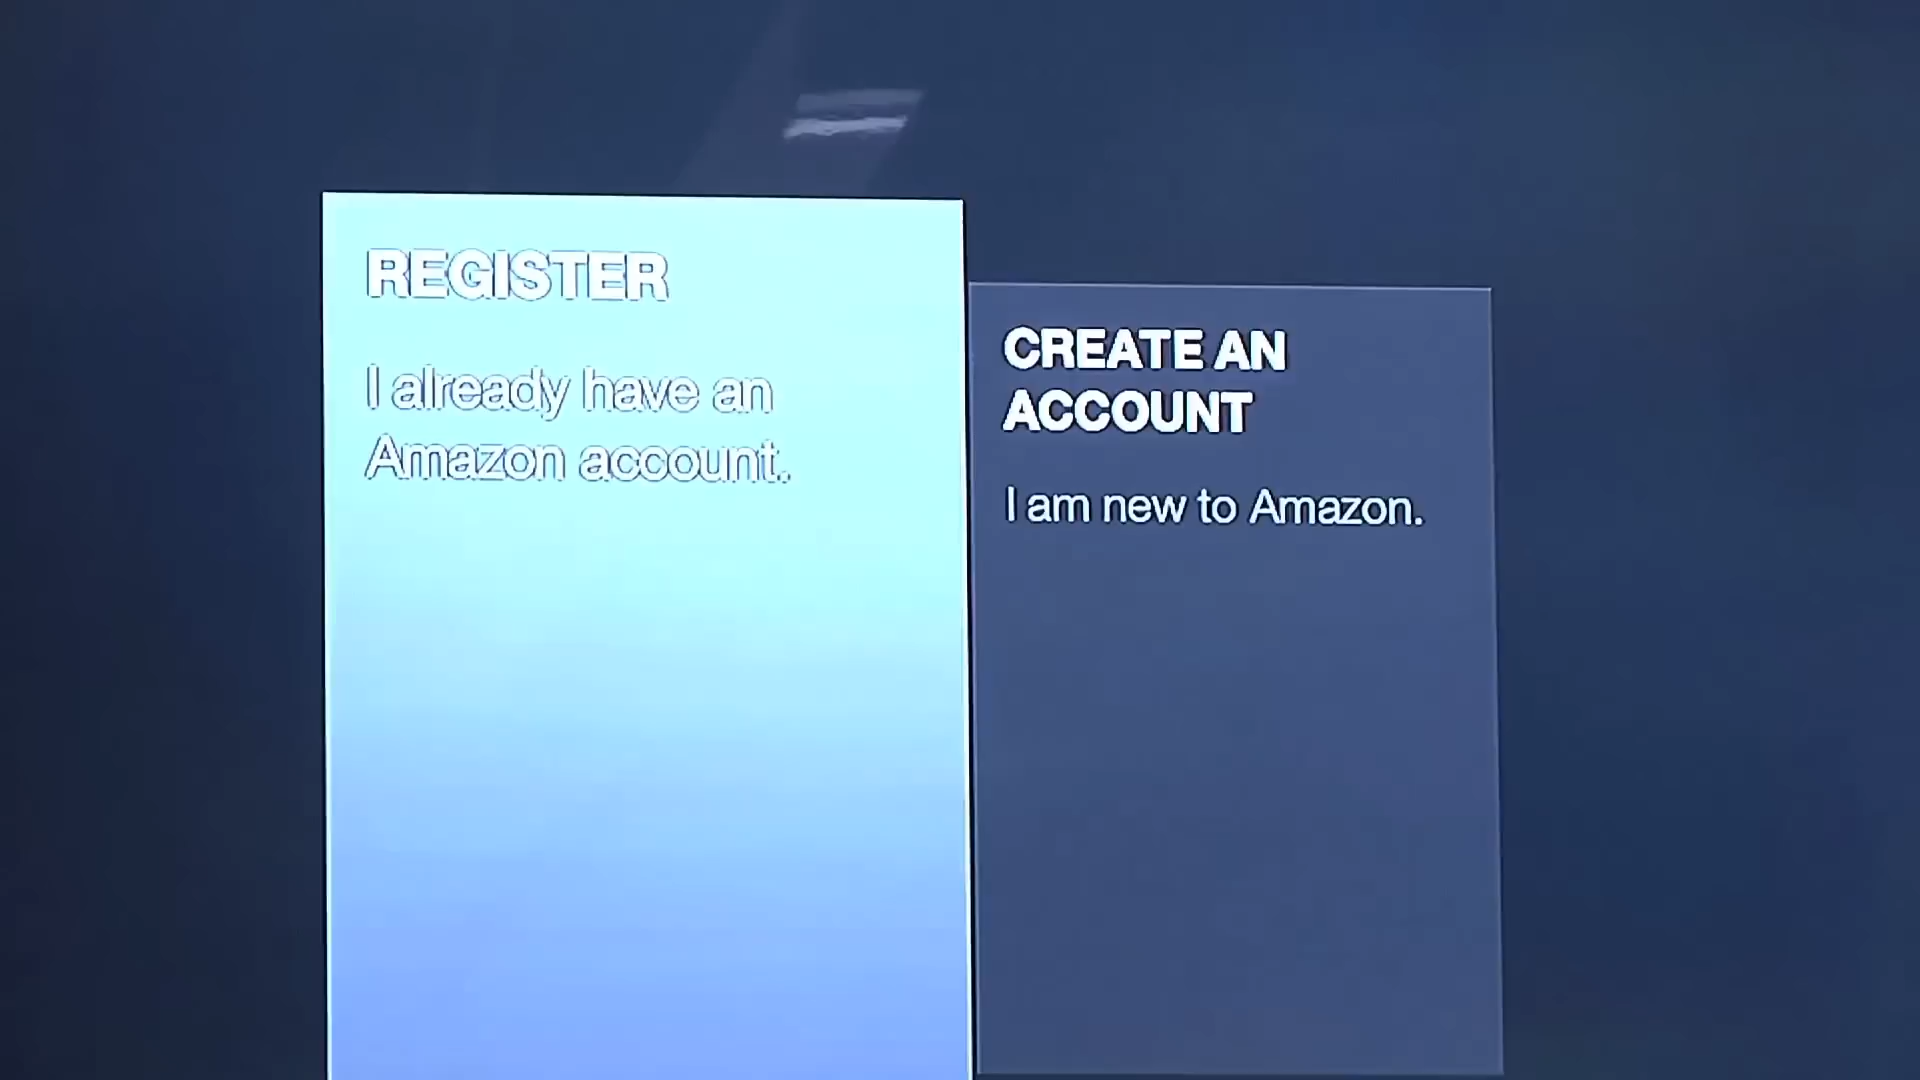 REGISTER
I already have an
Amazon account.
CREATE AN
ACCOUNT
I am new to Amazon.